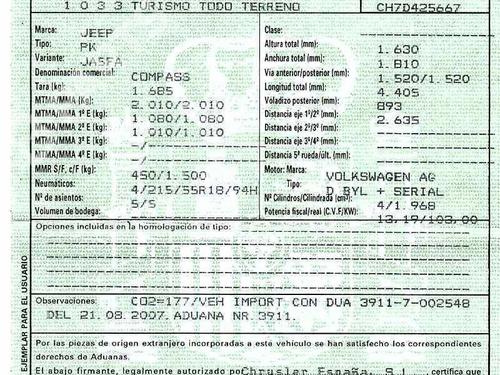 1 0 3 3 TURISMO TODO TERRENO CH7D425667
Marca: JEEP
Tipo: PK
Variante: JA5FA
Denominación comercial: COMPASS
Tara (kg): 1.685
MTMA/MMA (Kg): 2.010/2.010
MTMA/MMA 1º E (kg): 1.080/1.080
MTMA/MMA 2º E (kg): 1.010/1.010
MTMA/MMA 3º E (kg): -/
MTMA/MMA 4º E (kg): -/
MMR S/F, c/F (kg): 450/1.500
Neumáticos: 4/215/55R18/94H
Nº de asientos: 5/5
Volumen de bodega:
Clase:
Altura total (mm): 1.630
Anchura total (mm): 1.810
Vía anterior/posterior (mm): 1.520/1.520
Longitud total (mm): 4.405
Voladizo posterior (mm): 893
Distancia eje 1º/2º (mm): 2.635
Distancia eje 2º/3º (mm):
Distancia eje 3º/4º (mm):
Distancia 5ª rueda/últ. (mm):
Motor: Marca: VOLKSWAGEN AG
Tipo: D BYL + SERIAL
Nº Cilindros/Cilindrada (cm³): 4/1.968
Potencia fiscal/real (C.V.F/KW): 13,19/103,00
Opciones incluidas en la homologación de tipo:
Observaciones: CO2=177/VEH IMPORT CON DUA 3911-7-002548
DEL 21.08.2007. ADUANA NR.3911.
Por las piezas de origen extranjero incorporadas a este vehículo se han satisfecho los correspondientes
derechos de Aduanas.
El abajo firmante, legalmente autorizado por Chrysler España, S.L. certifica que
EJEMPLAR PARA EL USUARIO